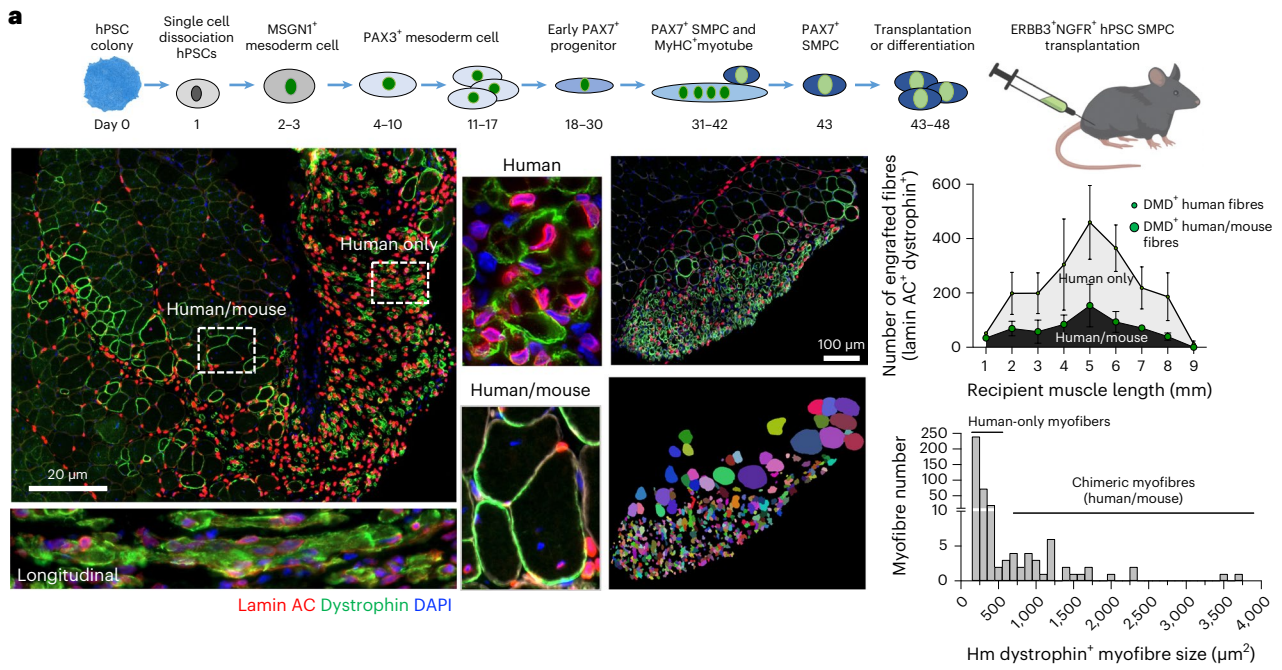 a
hPSC
colony
Single cell
dissociation
hPSCs
MSGN1⁺
mesoderm cell
PAX3⁺ mesoderm cell
Early PAX7⁺
progenitor
PAX7⁺ SMPC and
MyHC⁺myotube
PAX7⁺
SMPC
Transplantation
or differentiation
ERBB3⁺NGFR⁺ hPSC SMPC
transplantation
Day 0
1
2–3
4–10
11–17
18–30
31–42
43
43–48
Human only
Human/mouse
20 µm
Longitudinal
Human
Human/mouse
100 µm
Lamin AC Dystrophin DAPI
Number of engrafted fibres
(lamin AC⁺ dystrophin⁺)
600
400
200
0
DMD⁺ human fibres
DMD⁺ human/mouse
fibres
Human only
Human/mouse
1 2 3 4 5 6 7 8 9
Recipient muscle length (mm)
Myofibre number
250
200
150
100
50
10
5
0
Human-only myofibers
Chimeric myofibres
(human/mouse)
0 500 1,000 1,500 2,000 2,500 3,000 3,500 4,000
Hm dystrophin⁺ myofibre size (µm²)